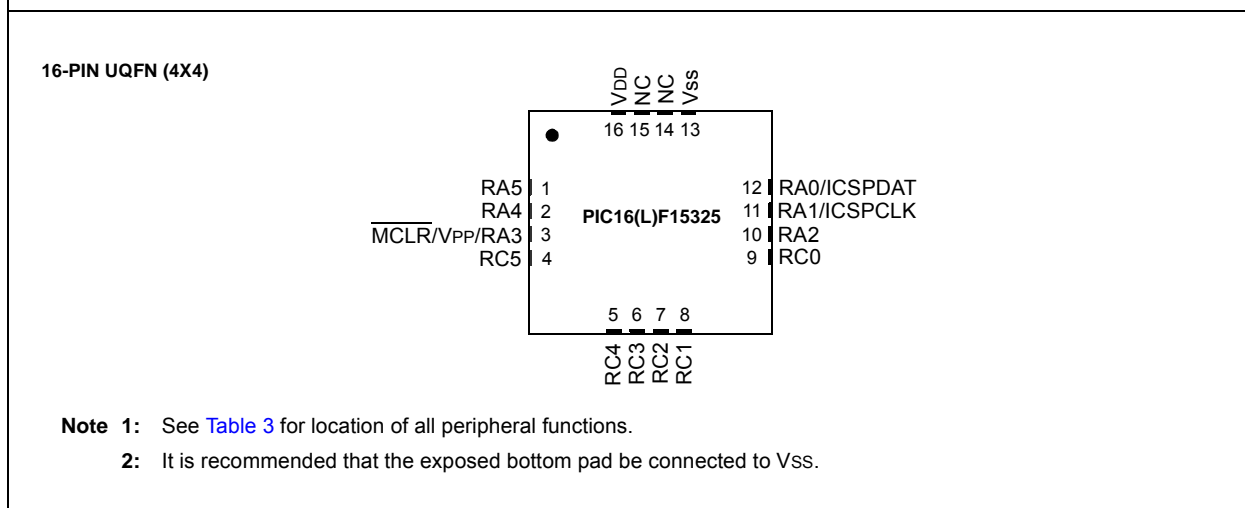 16-PIN UQFN (4X4)
VDD
NC
NC
Vss
16 15 14 13
RA5 1
RA4 2
MCLR/VPP/RA3 3
RC5 4
PIC16(L)F15325
12 RA0/ICSPDAT
11 RA1/ICSPCLK
10 RA2
9 RC0
5 6 7 8
RC4
RC3
RC2
RC1
Note 1: See Table 3 for location of all peripheral functions.
2: It is recommended that the exposed bottom pad be connected to VSS.